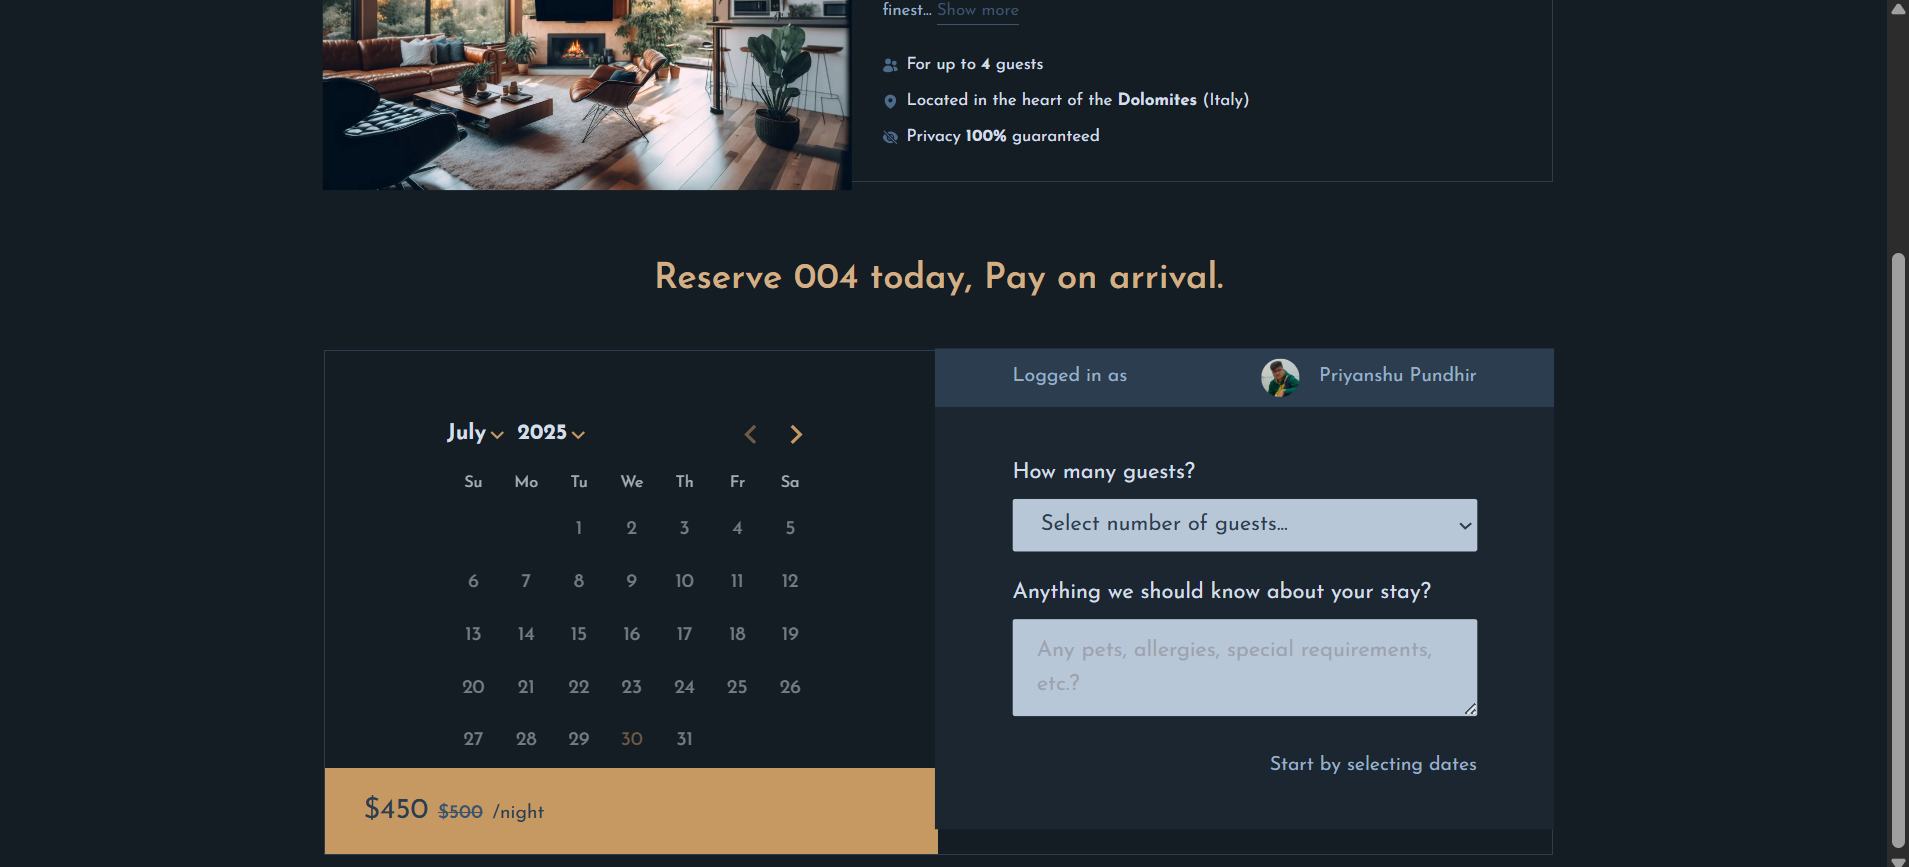 finest... Show more
For up to 4 guests
Located in the heart of the Dolomites (Italy)
Privacy 100% guaranteed
Reserve 004 today, Pay on arrival.
July 2025
Su Mo Tu We Th Fr Sa
1 2 3 4 5
6 7 8 9 10 11 12
13 14 15 16 17 18 19
20 21 22 23 24 25 26
27 28 29 30 31
$450 $500 /night
Logged in as Priyanshu Pundhir
How many guests?
Select number of guests...
Anything we should know about your stay?
Any pets, allergies, special requirements,
etc.?
Start by selecting dates